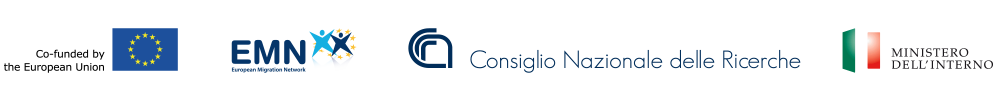 Co-funded by
the European Union
EMN
European Migration Network
Consiglio Nazionale delle Ricerche
MINISTERO
DELL'INTERNO